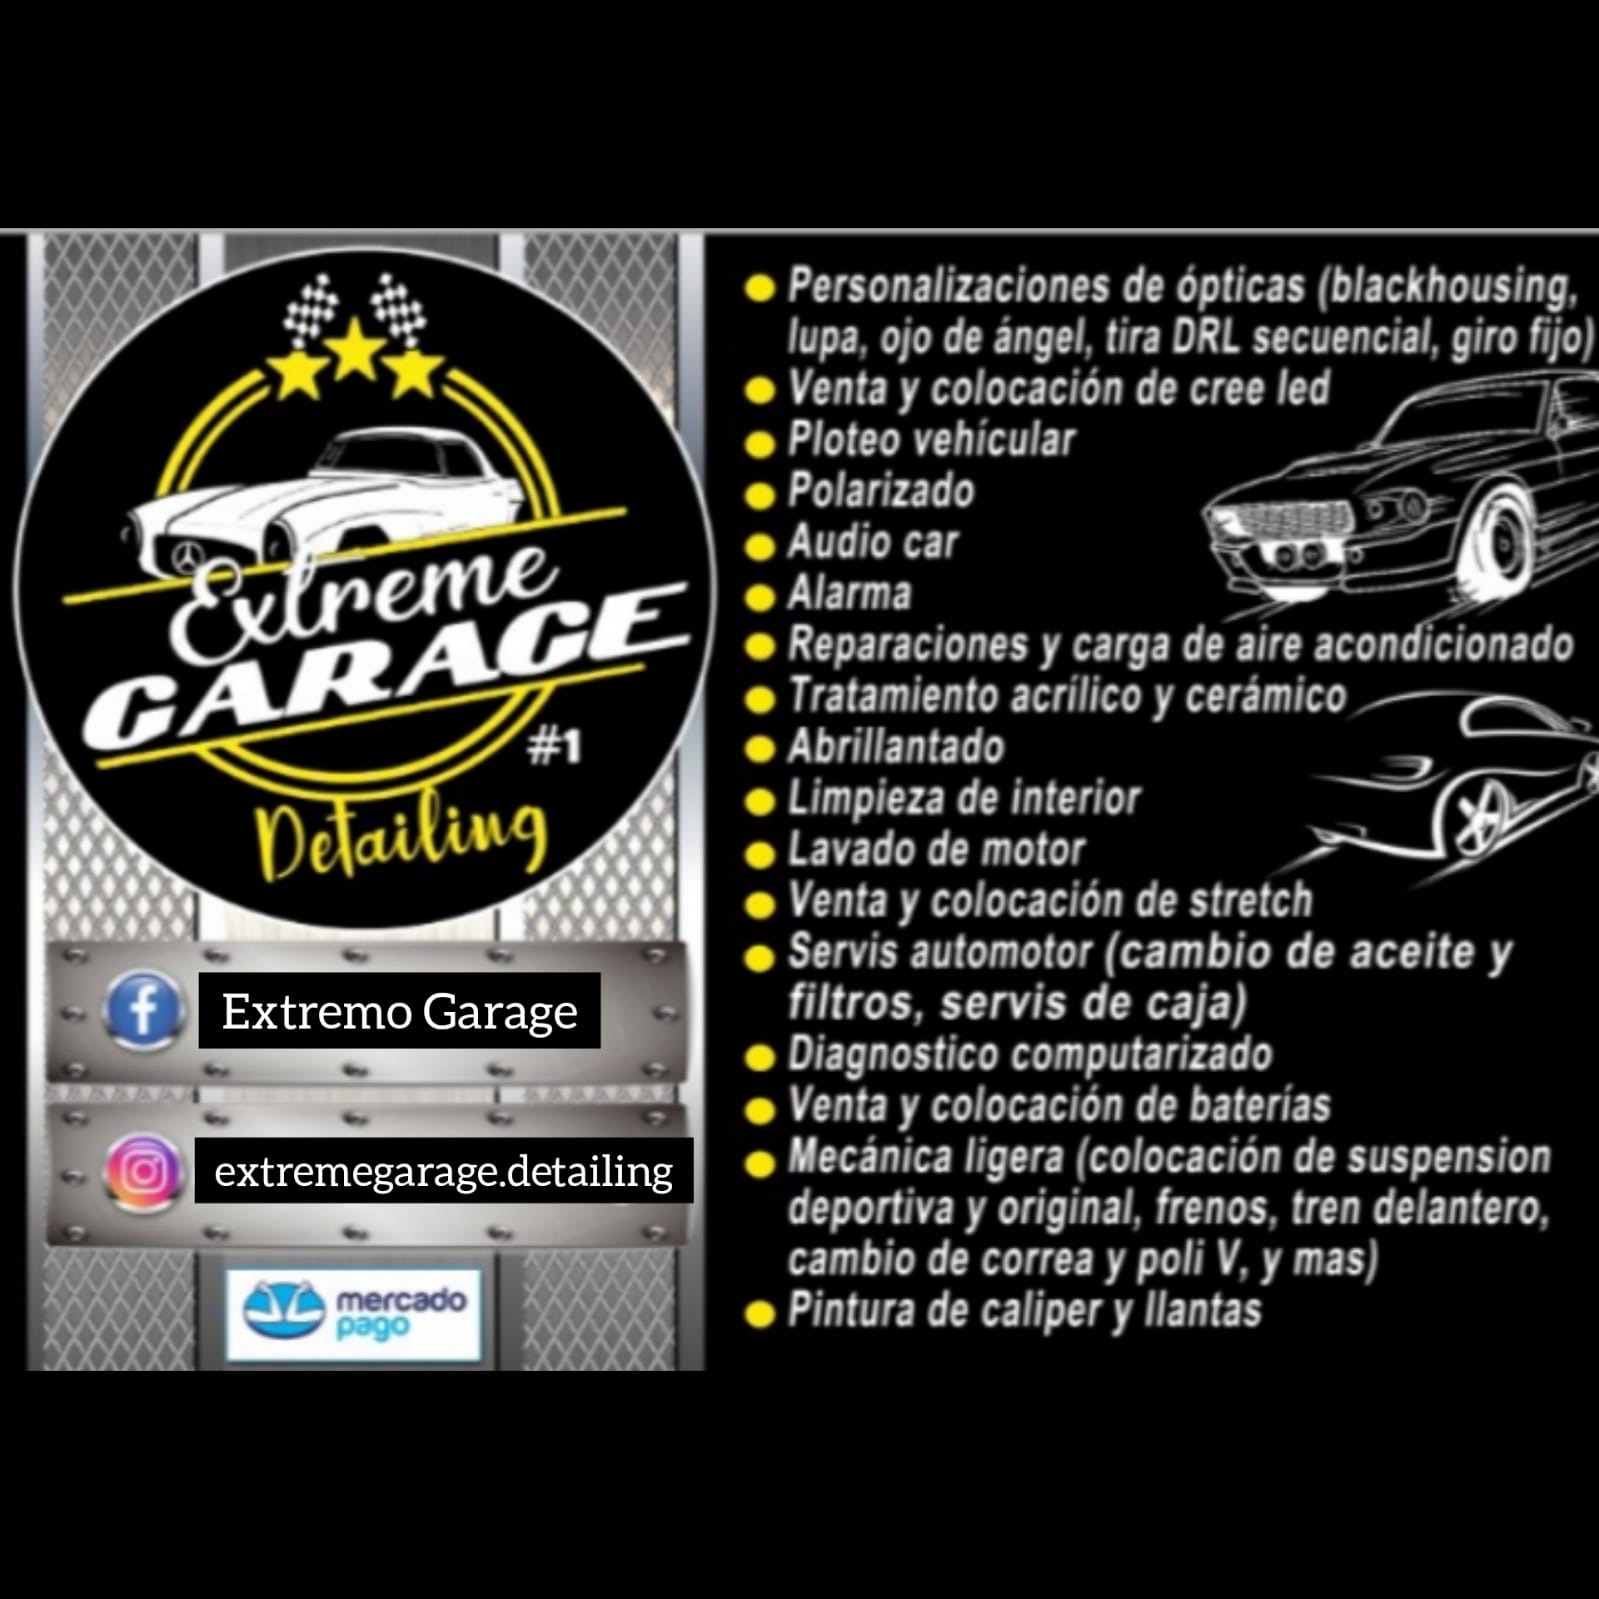 Extreme
GARAGE
#1
Detailing
Extremo Garage
extremegarage.detailing
mercado
pago
Personalizaciones de ópticas (blackhousing,
lupa, ojo de ángel, tira DRL secuencial, giro fijo)
Venta y colocación de cree led
Ploteo vehícular
Polarizado
Audio car
Alarma
Reparaciones y carga de aire acondicionado
Tratamiento acrílico y cerámico
Abrillantado
Limpieza de interior
Lavado de motor
Venta y colocación de stretch
Servis automotor (cambio de aceite y
filtros, servis de caja)
Diagnostico computarizado
Venta y colocación de baterías
Mecánica ligera (colocación de suspension
deportiva y original, frenos, tren delantero,
cambio de correa y poli V, y mas)
Pintura de caliper y llantas